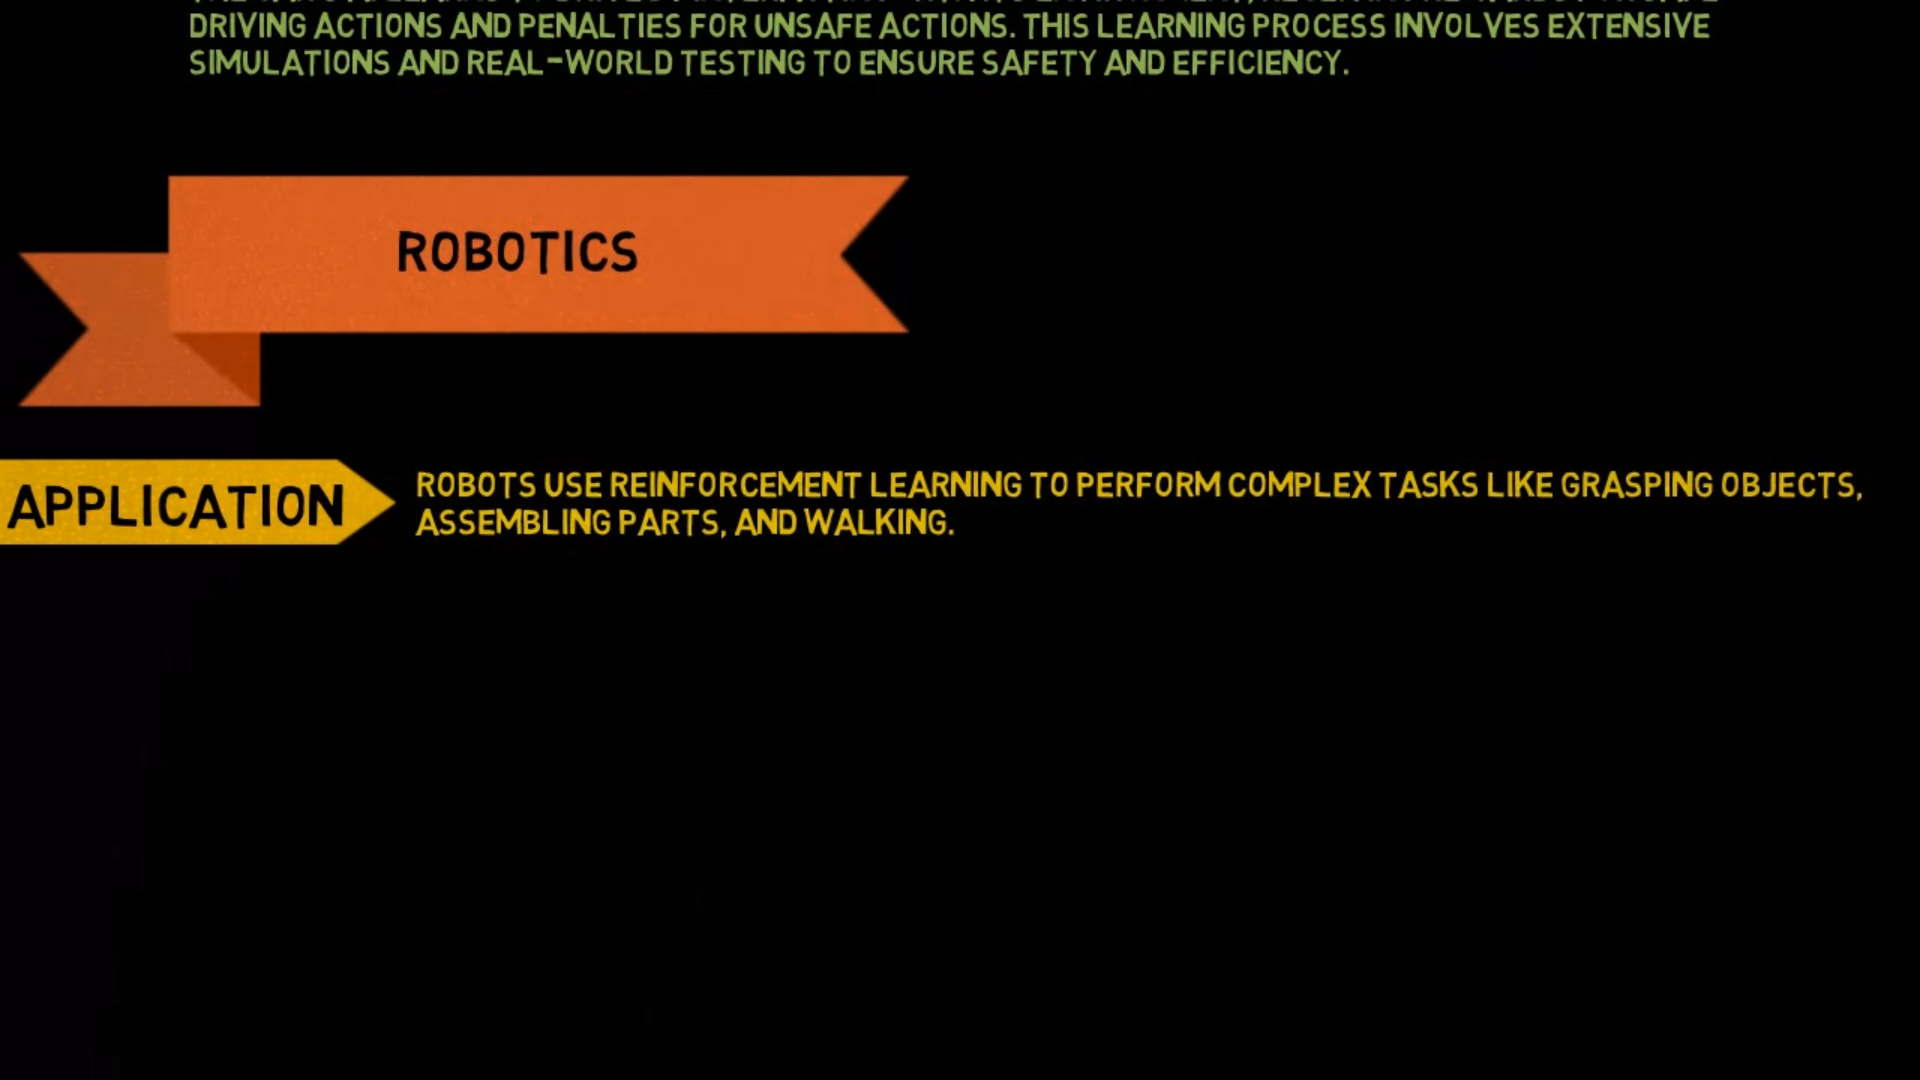 DRIVING ACTIONS AND PENALTIES FOR UNSAFE ACTIONS. THIS LEARNING PROCESS INVOLVES EXTENSIVE
SIMULATIONS AND REAL-WORLD TESTING TO ENSURE SAFETY AND EFFICIENCY.
ROBOTICS
APPLICATION
ROBOTS USE REINFORCEMENT LEARNING TO PERFORM COMPLEX TASKS LIKE GRASPING OBJECTS,
ASSEMBLING PARTS, AND WALKING.